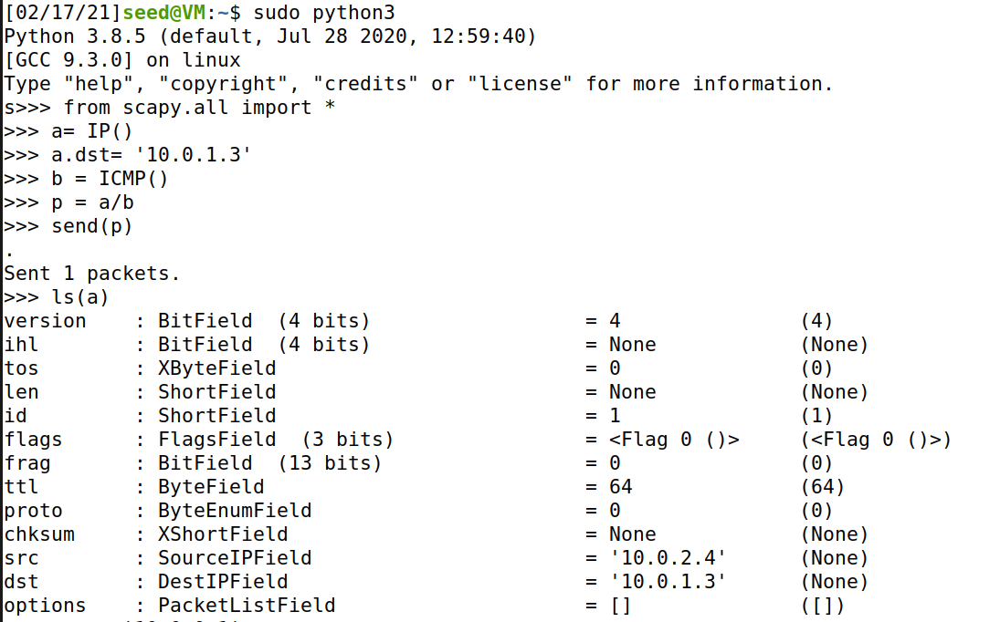 [02/17/21]seed@VM:~$ sudo python3
Python 3.8.5 (default, Jul 28 2020, 12:59:40)
[GCC 9.3.0] on linux
Type "help", "copyright", "credits" or "license" for more information.
s>>> from scapy.all import *
>>> a= IP()
>>> a.dst= '10.0.1.3'
>>> b = ICMP()
>>> p = a/b
>>> send(p)
.
Sent 1 packets.
>>> ls(a)
version    : BitField  (4 bits)                  = 4               (4)
ihl        : BitField  (4 bits)                  = None            (None)
tos        : XByteField                          = 0               (0)
len        : ShortField                          = None            (None)
id         : ShortField                          = 1               (1)
flags      : FlagsField  (3 bits)                = <Flag 0 ()>     (<Flag 0 ()>)
frag       : BitField  (13 bits)                 = 0               (0)
ttl        : ByteField                           = 64              (64)
proto      : ByteEnumField                       = 0               (0)
chksum     : XShortField                         = None            (None)
src        : SourceIPField                       = '10.0.2.4'      (None)
dst        : DestIPField                         = '10.0.1.3'      (None)
options    : PacketListField                     = []              ([])